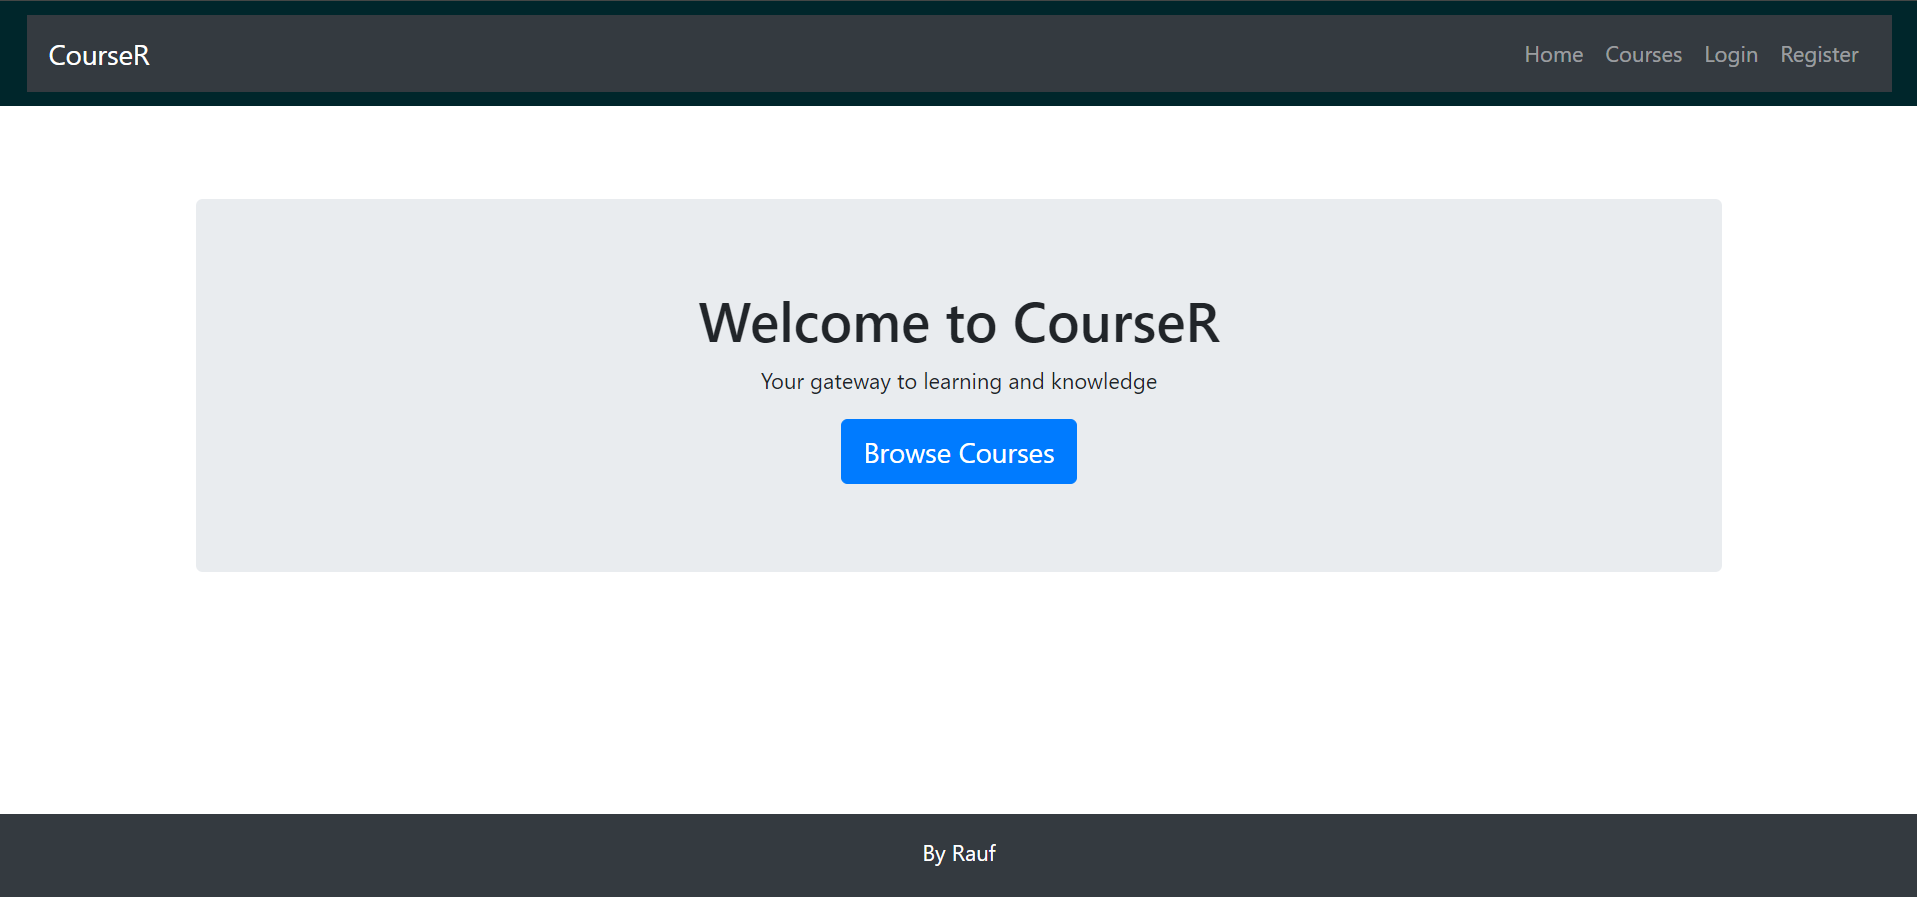 CourseR
Home Courses Login Register
Welcome to CourseR
Your gateway to learning and knowledge
Browse Courses
By Rauf